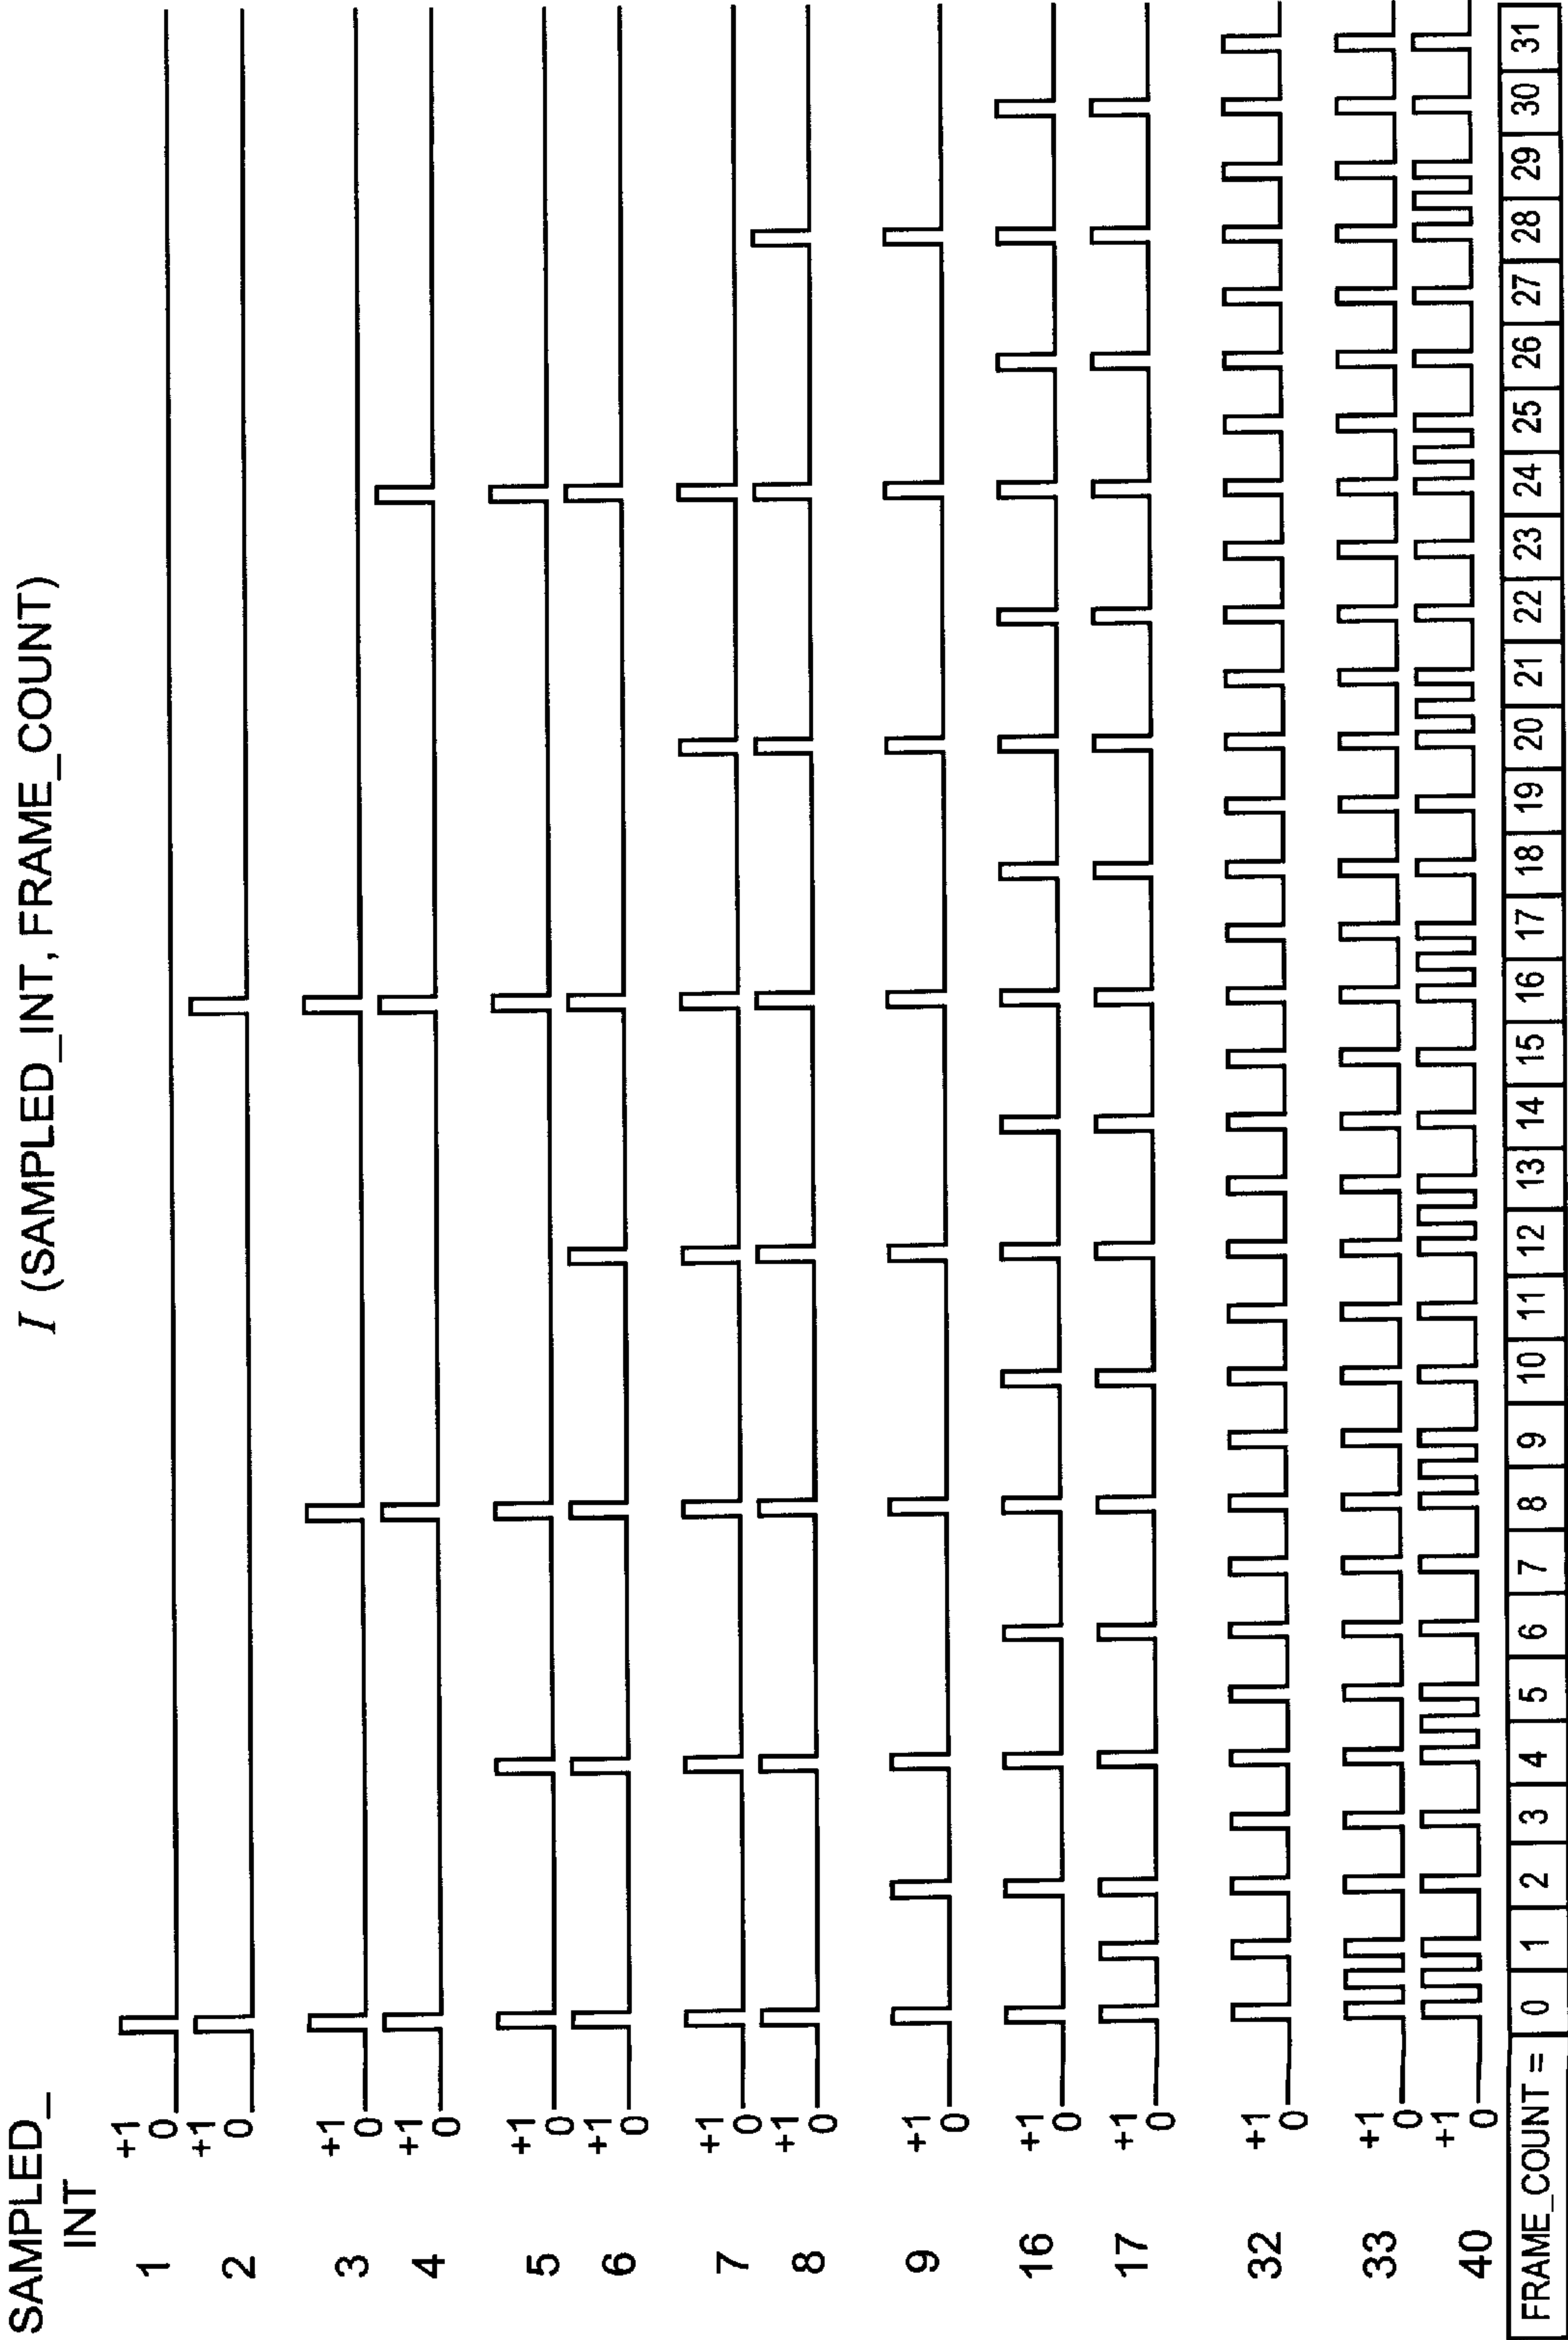 I (SAMPLED_INT, FRAME_COUNT)
SAMPLED_
INT
1 +1 0
2 +1 0
3 +1 0
4 +1 0
5 +1 0
6 +1 0
7 +1 0
8 +1 0
9 +1 0
16 +1 0
17 +1 0
32 +1 0
33 +1 0
40 +1 0
FRAME_COUNT = 0 1 2 3 4 5 6 7 8 9 10 11 12 13 14 15 16 17 18 19 20 21 22 23 24 25 26 27 28 29 30 31